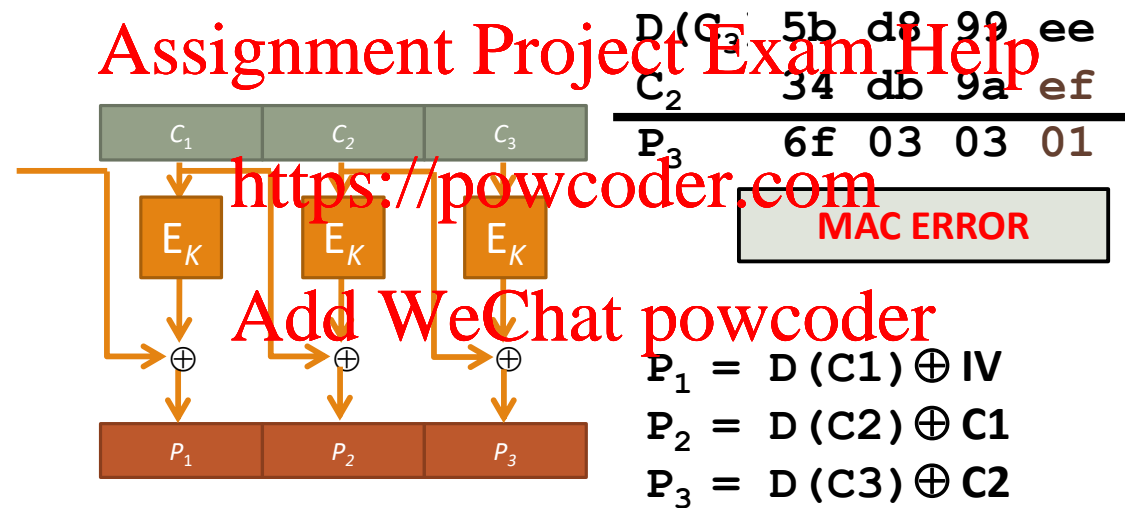 Assignment Project Exam Help
D(C3) 5b d8 99 ee
C2 34 db 9a ef
P3 6f 03 03 01
C1 C2 C3
https://powcoder.com
EK EK EK
MAC ERROR
Add WeChat powcoder
⊕ ⊕ ⊕
P1 = D(C1)⊕IV
P2 = D(C2)⊕C1
P3 = D(C3)⊕C2
P1 P2 P3